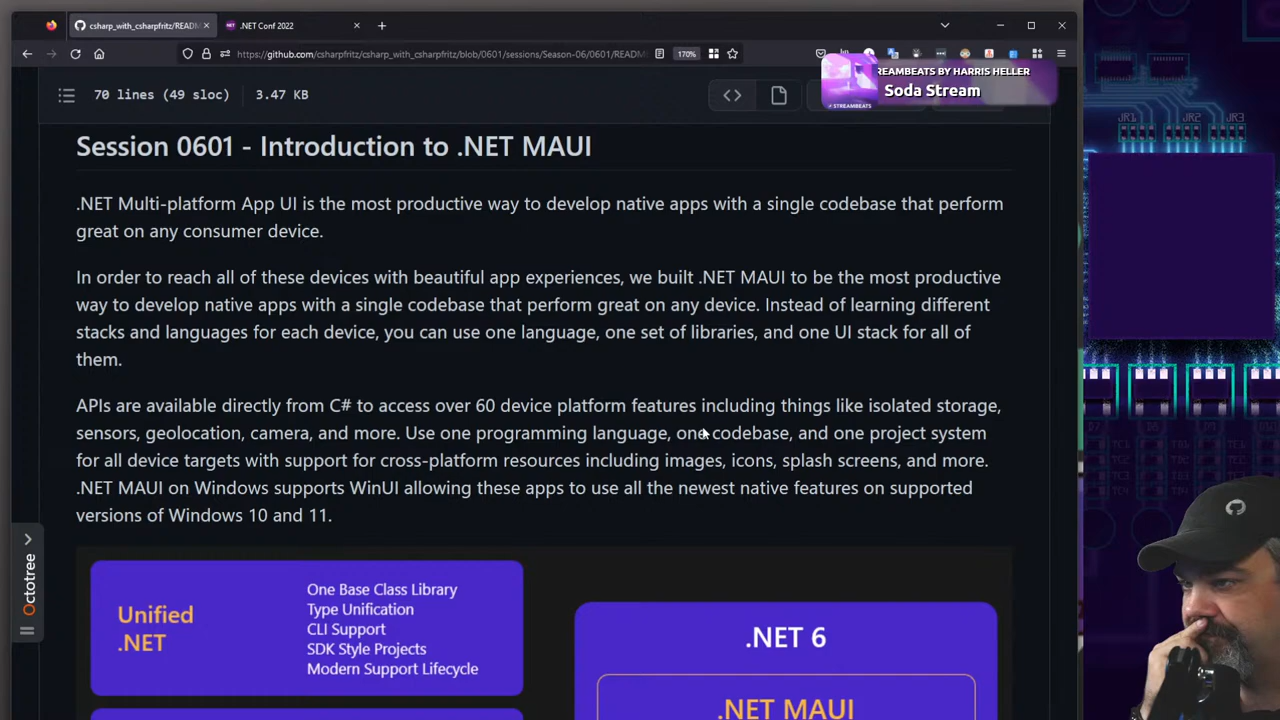 csharp_with_csharpfritz/READM
.NET Conf 2022
https://github.com/csharpfritz/csharp_with_csharpfritz/blob/0601/sessions/Season-06/0601/READM
170%
70 lines (49 sloc)
3.47 KB
REAMBEATS BY HARRIS HELLER
Soda Stream
STREAMBEATS
Session 0601 - Introduction to .NET MAUI
.NET Multi-platform App UI is the most productive way to develop native apps with a single codebase that perform
great on any consumer device.
In order to reach all of these devices with beautiful app experiences, we built .NET MAUI to be the most productive
way to develop native apps with a single codebase that perform great on any device. Instead of learning different
stacks and languages for each device, you can use one language, one set of libraries, and one UI stack for all of
them.
APIs are available directly from C# to access over 60 device platform features including things like isolated storage,
sensors, geolocation, camera, and more. Use one programming language, one codebase, and one project system
for all device targets with support for cross-platform resources including images, icons, splash screens, and more.
.NET MAUI on Windows supports WinUI allowing these apps to use all the newest native features on supported
versions of Windows 10 and 11.
Octotree
Unified
.NET
One Base Class Library
Type Unification
CLI Support
SDK Style Projects
Modern Support Lifecycle
.NET 6
.NET MAUI
JR1
JR2
JR3